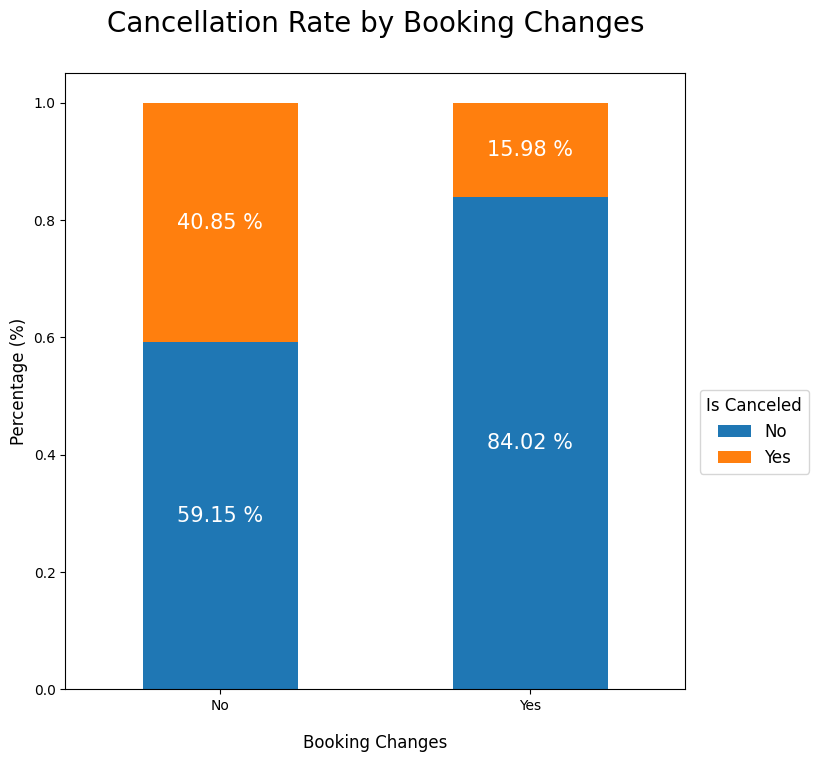 Cancellation Rate by Booking Changes
Percentage (%)
1.0
0.8
0.6
0.4
0.2
0.0
40.85 %
59.15 %
15.98 %
84.02 %
No
Yes
Booking Changes
Is Canceled
No
Yes